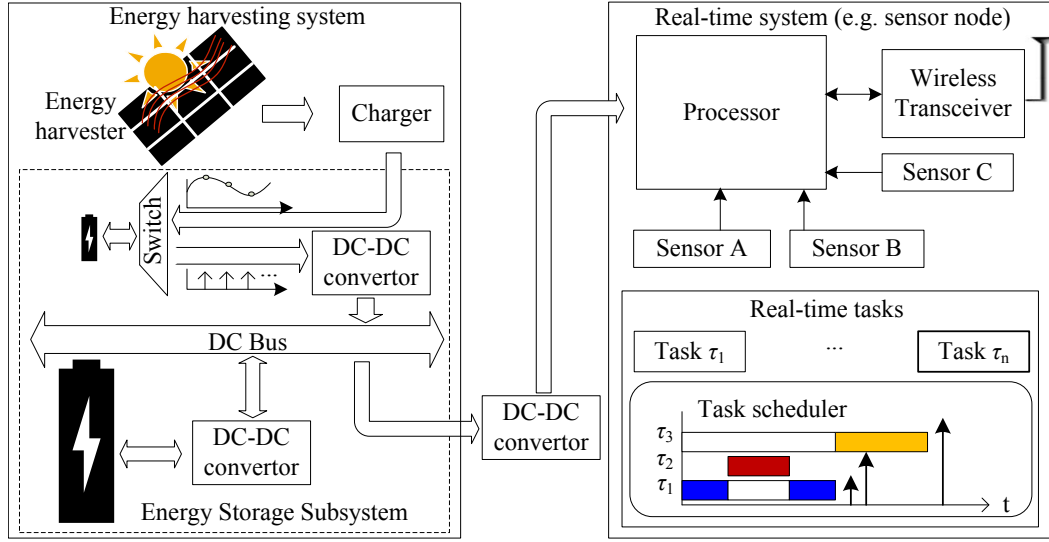 Energy harvesting system
Energy
harvester
Charger
Switch
...
DC-DC
convertor
DC Bus
DC-DC
convertor
Energy Storage Subsystem
DC-DC
convertor
Real-time system (e.g. sensor node)
Processor
Wireless
Transceiver
Sensor C
Sensor A
Sensor B
Real-time tasks
Task τ1
...
Task τn
Task scheduler
τ3
τ2
τ1
t